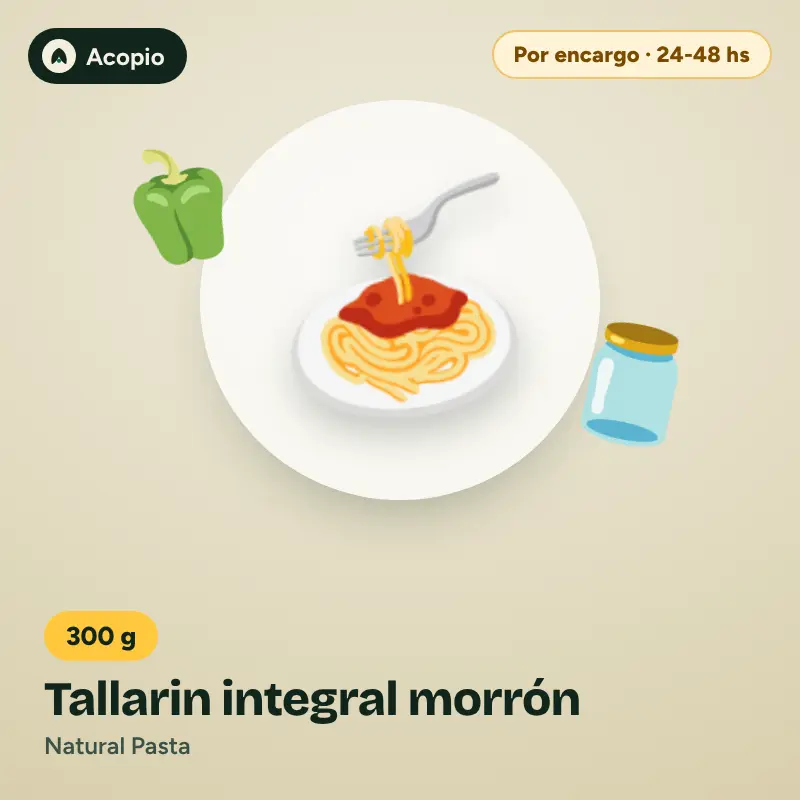 Acopio
Por encargo · 24-48 hs
300 g
Tallarin integral morrón
Natural Pasta